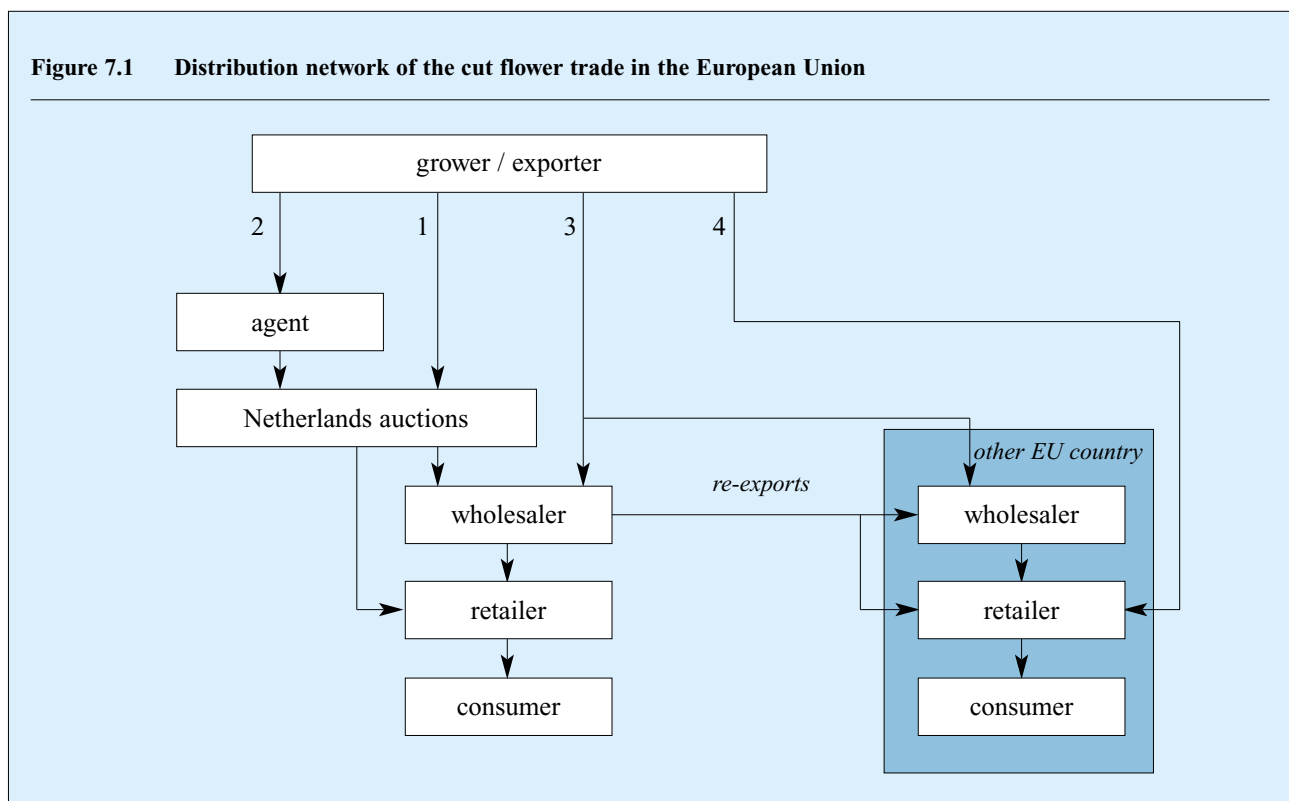 Figure 7.1 Distribution network of the cut flower trade in the European Union
grower / exporter
2 1 3 4
agent
Netherlands auctions
other EU country
re-exports
wholesaler wholesaler
retailer retailer
consumer consumer